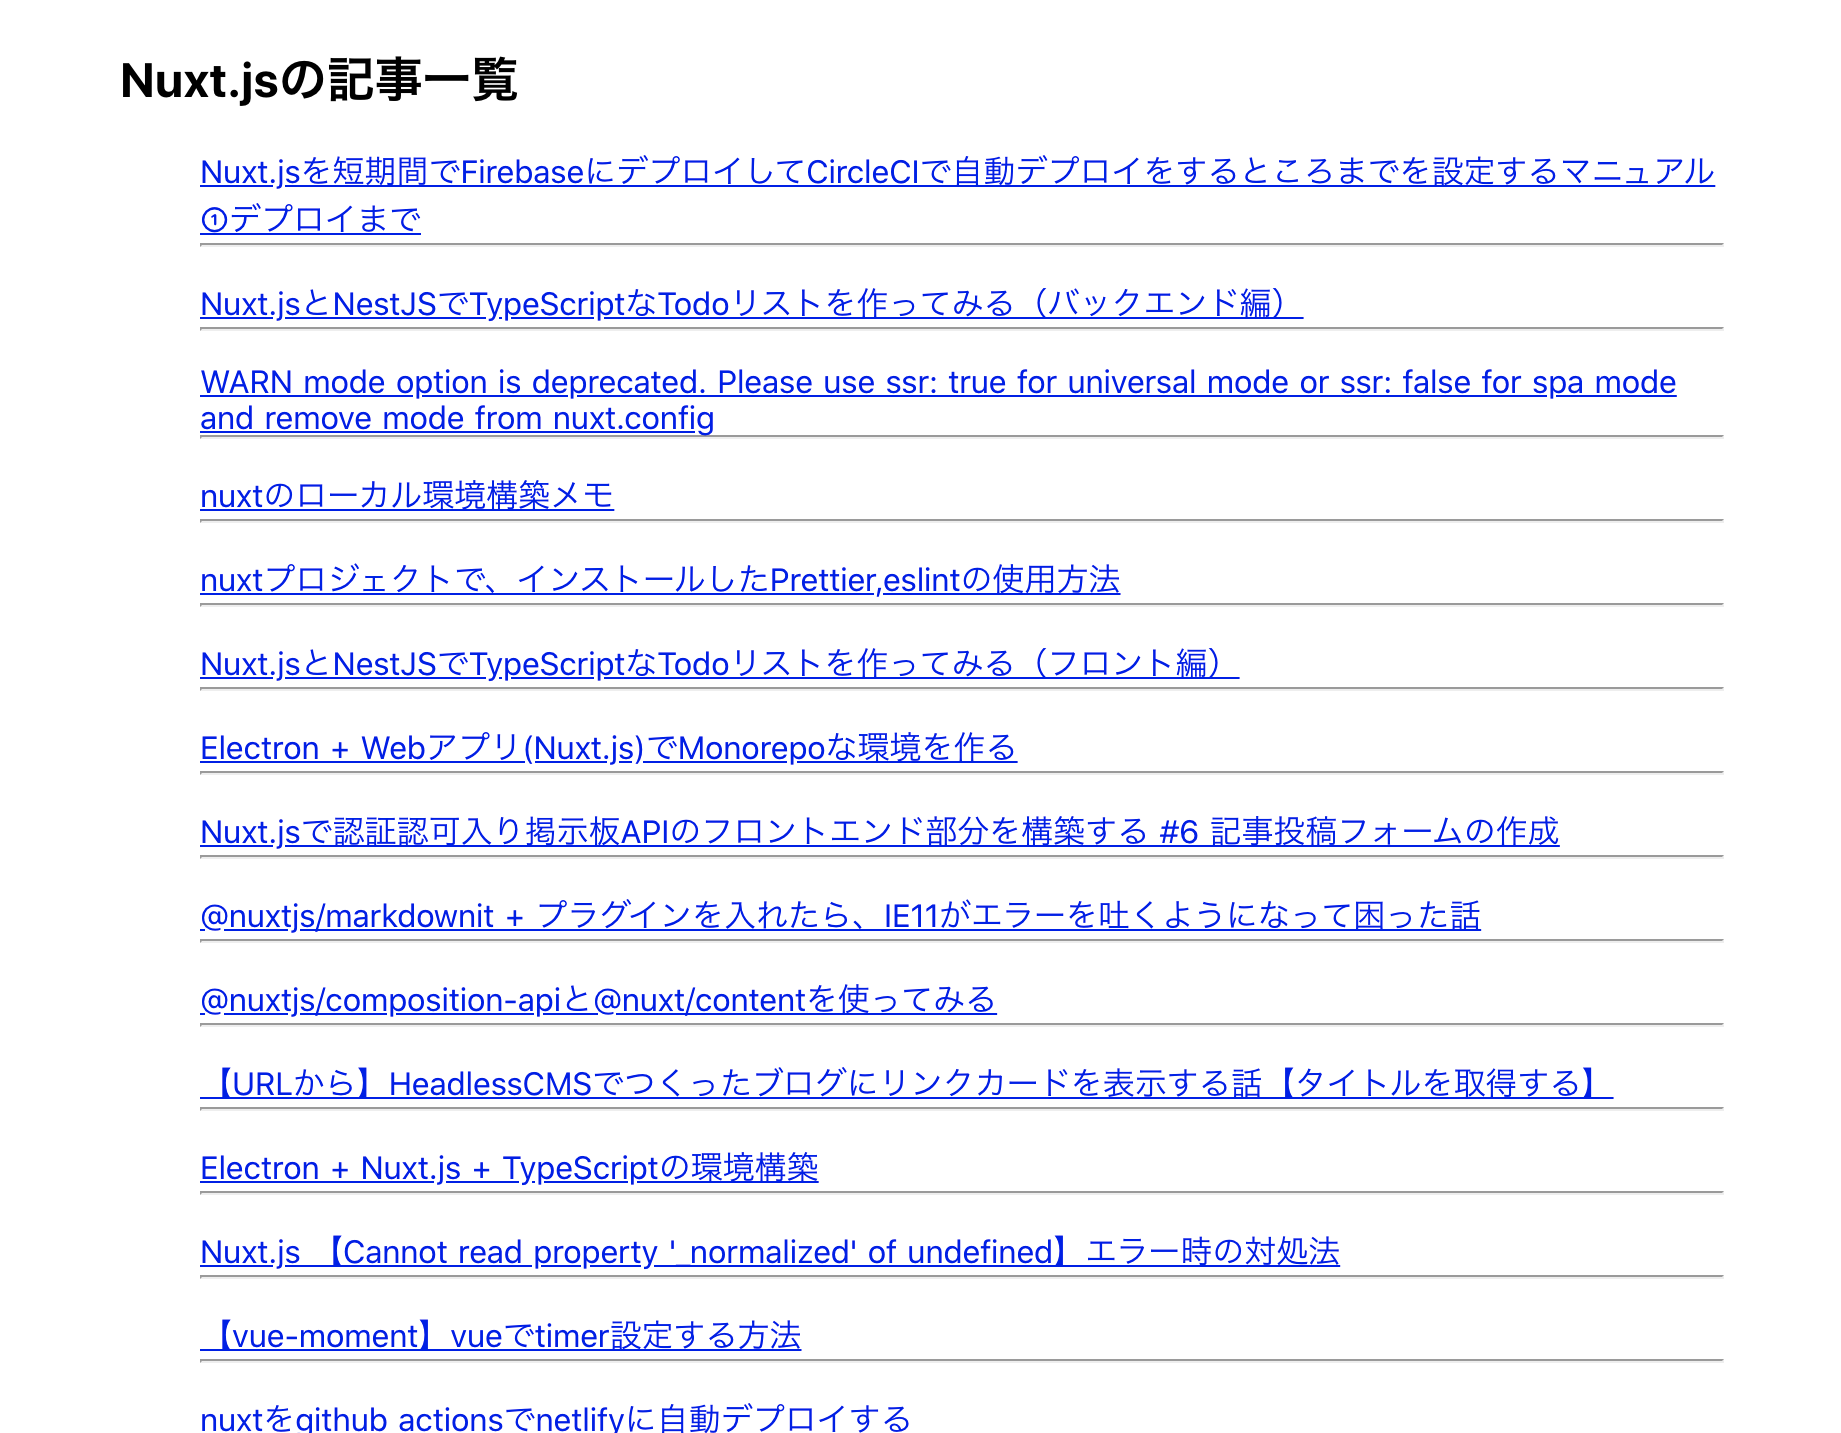 Nuxt.jsの記事一覧
Nuxt.jsを短期間でFirebaseにデプロイしてCircleCIで自動デプロイをするところまでを設定するマニュアル
①デプロイまで
Nuxt.jsとNestJSでTypeScriptなTodoリストを作ってみる（バックエンド編）
WARN mode option is deprecated. Please use ssr: true for universal mode or ssr: false for spa mode
and remove mode from nuxt.config
nuxtのローカル環境構築メモ
nuxtプロジェクトで、インストールしたPrettier,eslintの使用方法
Nuxt.jsとNestJSでTypeScriptなTodoリストを作ってみる（フロント編）
Electron + Webアプリ(Nuxt.js)でMonorepoな環境を作る
Nuxt.jsで認証認可入り掲示板APIのフロントエンド部分を構築する #6 記事投稿フォームの作成
@nuxtjs/markdownit + プラグインを入れたら、IE11がエラーを吐くようになって困った話
@nuxtjs/composition-apiと@nuxt/contentを使ってみる
【URLから】HeadlessCMSでつくったブログにリンクカードを表示する話【タイトルを取得する】
Electron + Nuxt.js + TypeScriptの環境構築
Nuxt.js 【Cannot read property '_normalized' of undefined】エラー時の対処法
【vue-moment】vueでtimer設定する方法
nuxtをgithub actionsでnetlifyに自動デプロイする